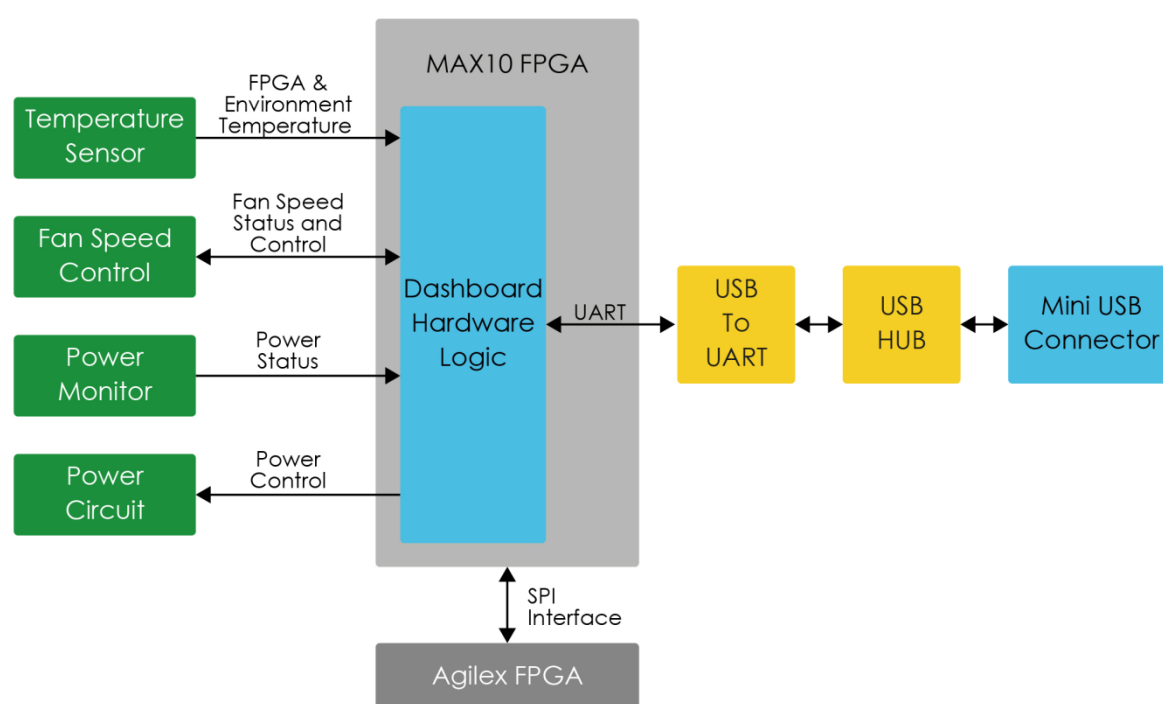 MAX10 FPGA
FPGA &
Environment
Temperature
Temperature
Sensor
Fan Speed
Status and
Control
Fan Speed
Control
Dashboard
Hardware
Logic
UART
USB
To
UART
USB
HUB
Mini USB
Connector
Power
Status
Power
Monitor
Power
Control
Power
Circuit
SPI
Interface
Agilex FPGA